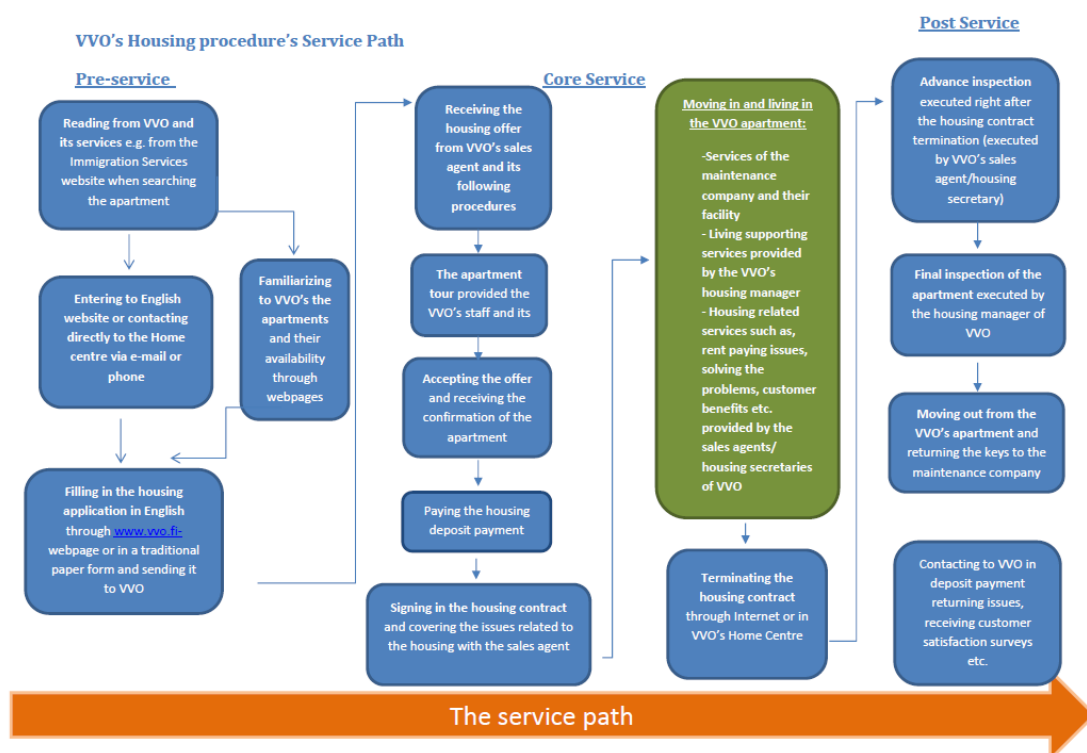 VVO's Housing procedure's Service Path
Pre-service
Reading from VVO and
its services e.g. from the
Immigration Services
website when searching
the apartment
Entering to English
website or contacting
directly to the Home
centre via e-mail or
phone
Familiarizing
to VVO's the
apartments
and their
availability
through
webpages
Filling in the housing
application in English
through www.vvo.fi-
webpage or in a traditional
paper form and sending it
to VVO
Core Service
Receiving the
housing offer
from VVO's sales
agent and its
following
procedures
The apartment
tour provided the
VVO's staff and its
Accepting the offer
and receiving the
confirmation of the
apartment
Paying the housing
deposit payment
Signing in the housing contract
and covering the issues related to
the housing with the sales agent
Moving in and living in
the VVO apartment:
-Services of the
maintenance
company and their
facility
- Living supporting
services provided
by the VVO's
housing manager
- Housing related
services such as,
rent paying issues,
solving the
problems, customer
benefits etc.
provided by the
sales agents/
housing secretaries
of VVO
Terminating the
housing contract
through Internet or in
VVO's Home Centre
Post Service
Advance inspection
executed right after
the housing contract
termination (executed
by VVO's sales
agent/housing
secretary)
Final inspection of the
apartment executed by
the housing manager of
VVO
Moving out from the
VVO's apartment and
returning the keys to the
maintenance company
Contacting to VVO in
deposit payment
returning issues,
receiving customer
satisfaction surveys
etc.
The service path